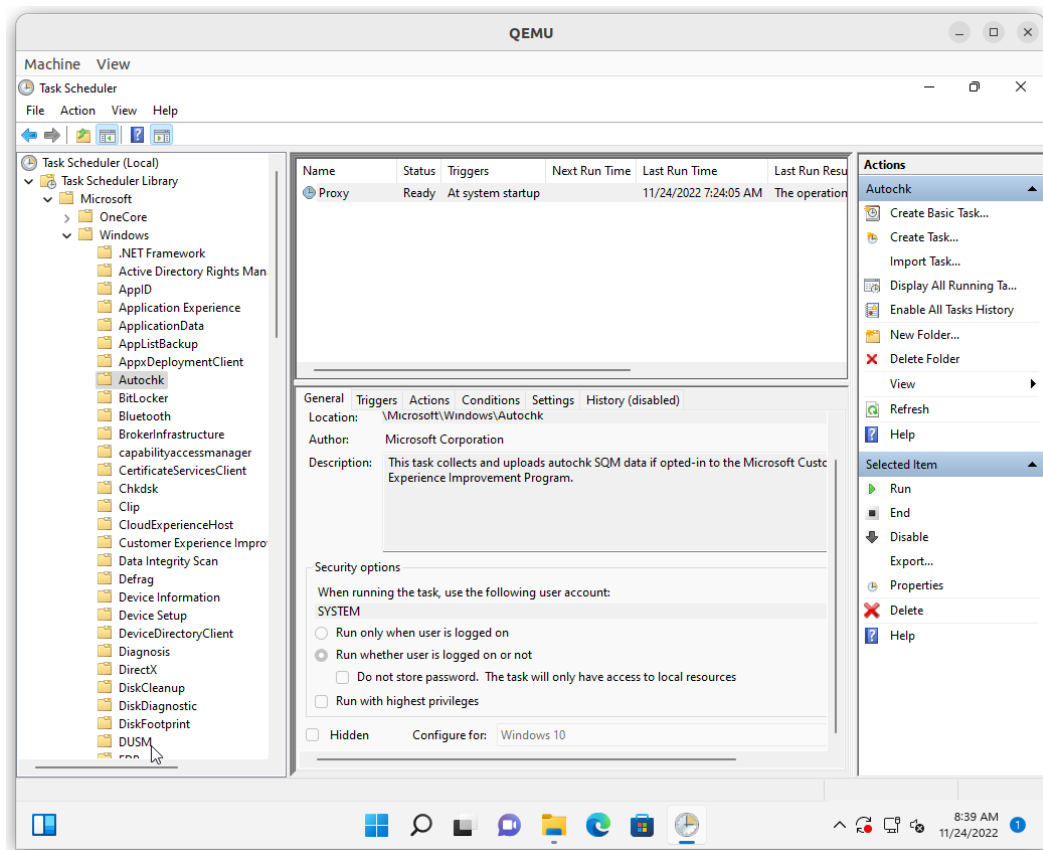 QEMU
Machine View
Task Scheduler
File Action View Help
Task Scheduler (Local)
Task Scheduler Library
Microsoft
OneCore
Windows
.NET Framework
Active Directory Rights Man
AppID
Application Experience
ApplicationData
AppListBackup
AppxDeploymentClient
Autochk
BitLocker
Bluetooth
BrokerInfrastructure
capabilityaccessmanager
CertificateServicesClient
Chkdsk
Clip
CloudExperienceHost
Customer Experience Impro
Data Integrity Scan
Defrag
Device Information
Device Setup
DeviceDirectoryClient
Diagnosis
DirectX
DiskCleanup
DiskDiagnostic
DiskFootprint
DUSM
Name Status Triggers Next Run Time Last Run Time Last Run Resu
Proxy Ready At system startup 11/24/2022 7:24:05 AM The operation
General Triggers Actions Conditions Settings History (disabled)
Location: \Microsoft\Windows\Autochk
Author: Microsoft Corporation
Description: This task collects and uploads autochk SQM data if opted-in to the Microsoft Custc
Experience Improvement Program.
Security options
When running the task, use the following user account:
SYSTEM
Run only when user is logged on
Run whether user is logged on or not
Do not store password. The task will only have access to local resources
Run with highest privileges
Hidden Configure for: Windows 10
Actions
Autochk
Create Basic Task...
Create Task...
Import Task...
Display All Running Ta...
Enable All Tasks History
New Folder...
Delete Folder
View
Refresh
Help
Selected Item
Run
End
Disable
Export...
Properties
Delete
Help
8:39 AM
11/24/2022
1